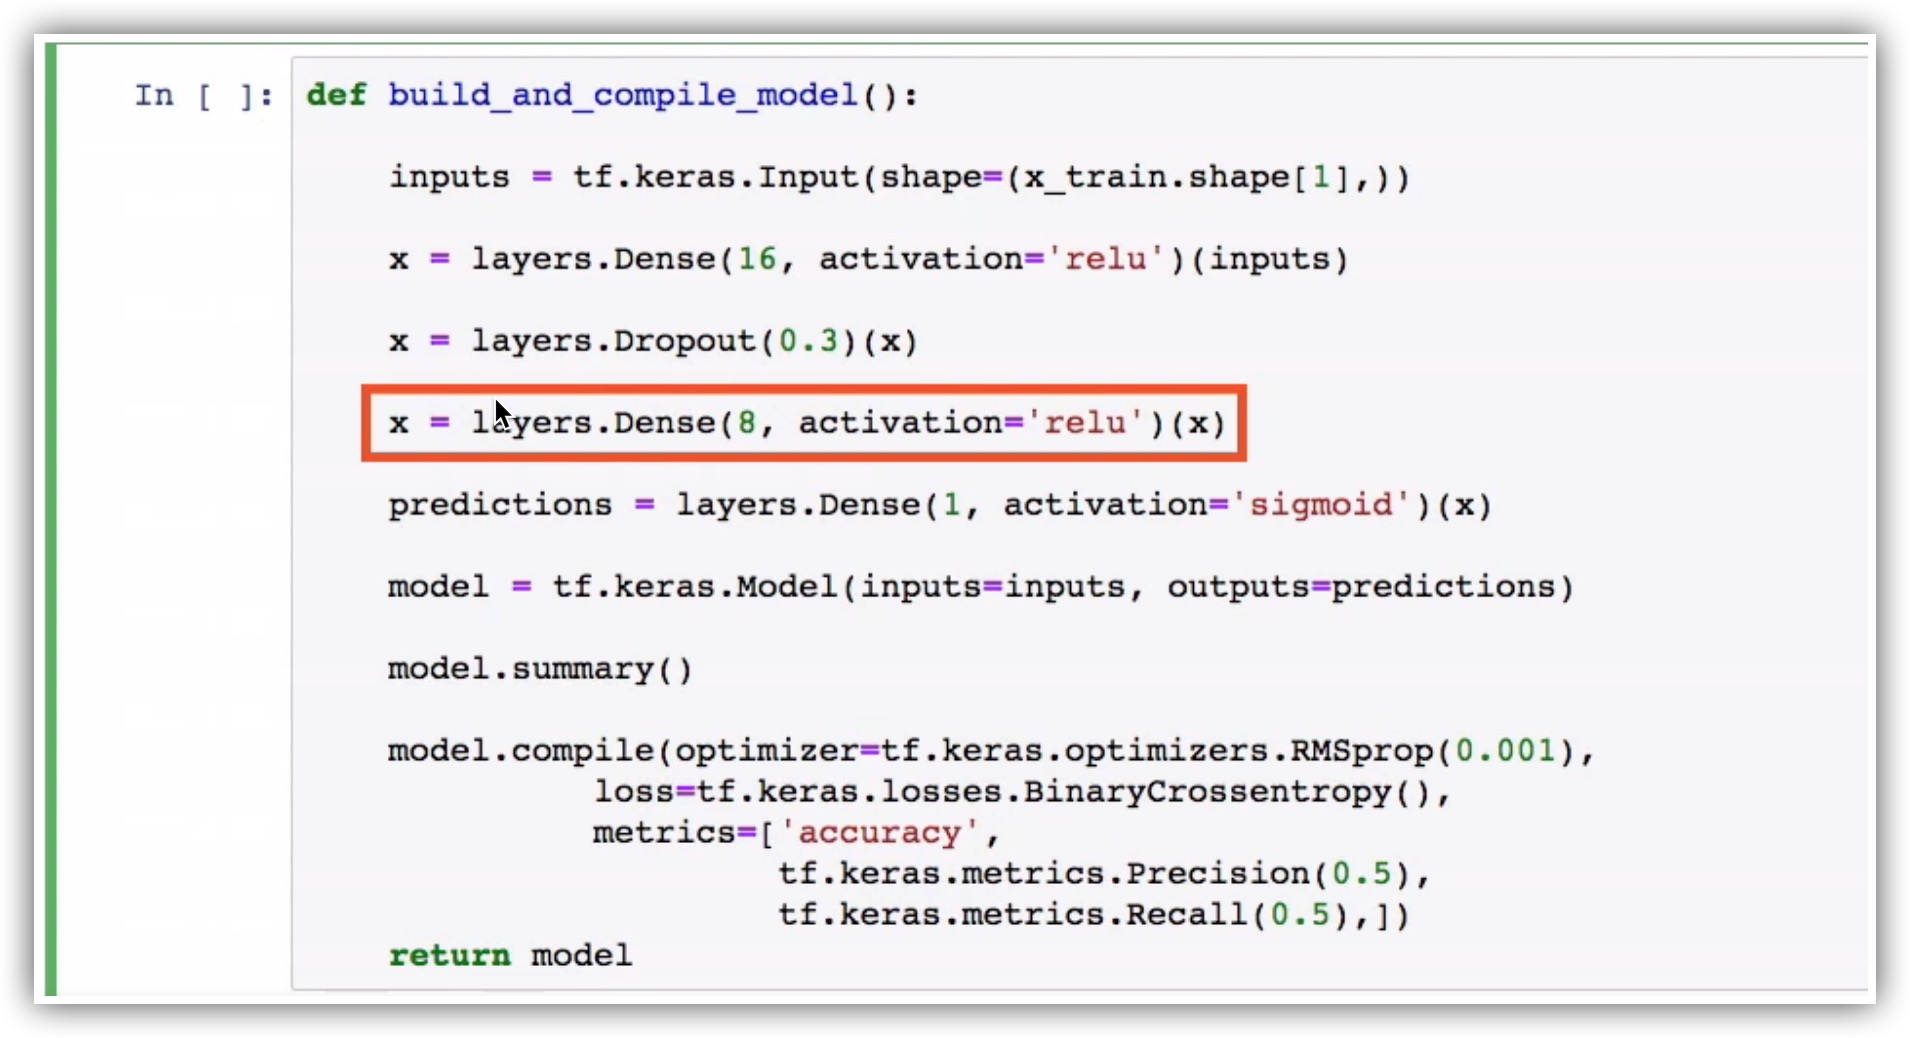 In [ ]: def build_and_compile_model():
inputs = tf.keras.Input(shape=(x_train.shape[1],))
x = layers.Dense(16, activation='relu')(inputs)
x = layers.Dropout(0.3)(x)
x = layers.Dense(8, activation='relu')(x)
predictions = layers.Dense(1, activation='sigmoid')(x)
model = tf.keras.Model(inputs=inputs, outputs=predictions)
model.summary()
model.compile(optimizer=tf.keras.optimizers.RMSprop(0.001),
loss=tf.keras.losses.BinaryCrossentropy(),
metrics=['accuracy',
tf.keras.metrics.Precision(0.5),
tf.keras.metrics.Recall(0.5),])
return model